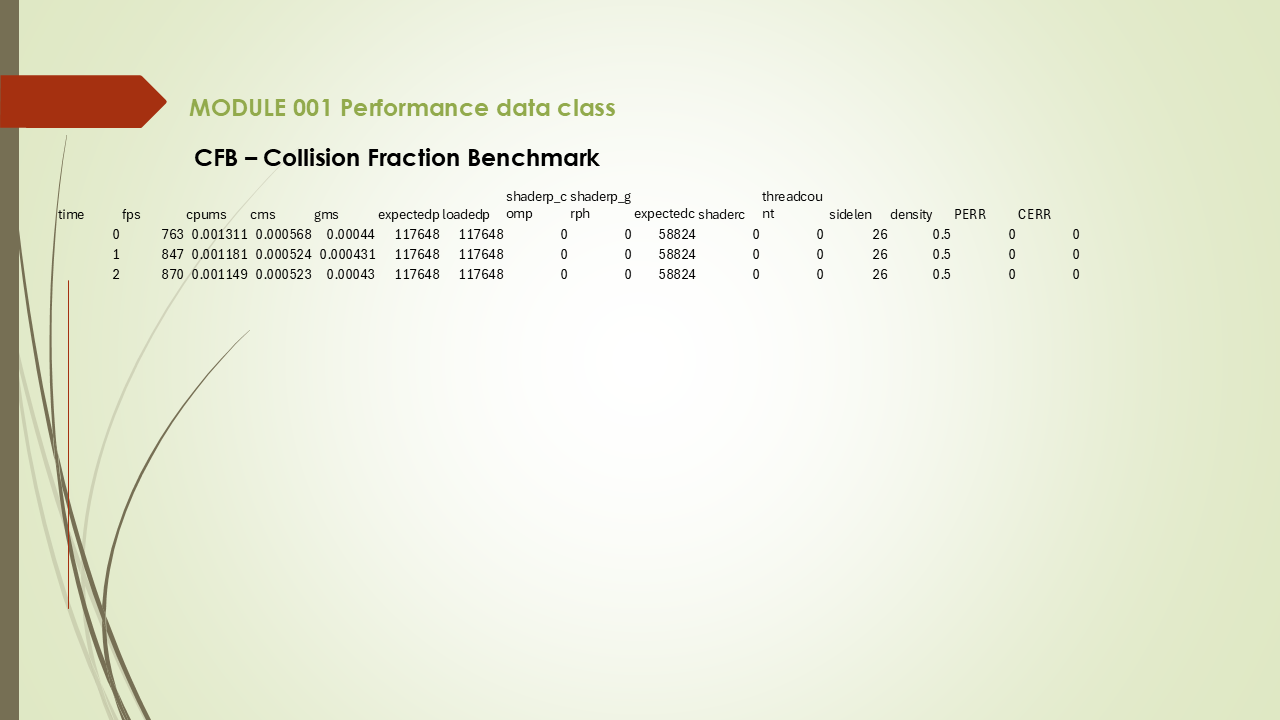 MODULE 001 Performance data class
CFB – Collision Fraction Benchmark
time fps cpums cms gms expectedp loadedp shaderp_comp shaderp_grph expectedc shaderc threadcount sidelen density PERR CERR
0 763 0.001311 0.000568 0.00044 117648 117648 0 0 58824 0 0 26 0.5 0 0
1 847 0.001181 0.000524 0.000431 117648 117648 0 0 58824 0 0 26 0.5 0 0
2 870 0.001149 0.000523 0.00043 117648 117648 0 0 58824 0 0 26 0.5 0 0